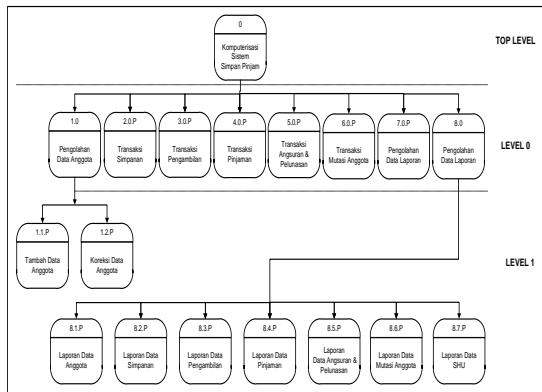 0
Komputerisasi
Sistem
Simpan Pinjam
TOP LEVEL
1.0
Pengolahan
Data Anggota
2.0.P
Transaksi
Simpanan
3.0.P
Transaksi
Pengambilan
4.0.P
Transaksi
Pinjaman
5.0.P
Transaksi
Angsuran &
Pelunasan
6.0.P
Transaksi
Mutasi Anggota
7.0.P
Pengolahan
Data Laporan
8.0
Pengolahan
Data Laporan
LEVEL 0
1.1.P
Tambah Data
Anggota
1.2.P
Koreksi Data
Anggota
LEVEL 1
8.1.P
Laporan Data
Anggota
8.2.P
Laporan Data
Simpanan
8.3.P
Laporan Data
Pengambilan
8.4.P
Laporan Data
Pinjaman
8.5.P
Laporan
Data Angsuran &
Pelunasan
8.6.P
Laporan Data
Mutasi Anggota
8.7.P
Laporan Data
SHU